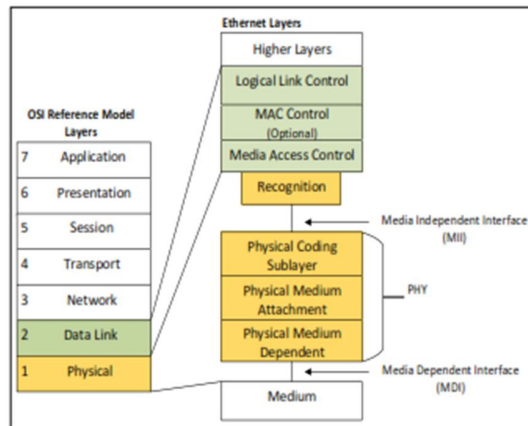 Ethernet Layers
Higher Layers
Logical Link Control
MAC Control
(Optional)
Media Access Control
Recognition
Media Independent Interface
(MII)
Physical Coding
Sublayer
Physical Medium
Attachment
Physical Medium
Dependent
PHY
Media Dependent Interface
(MDI)
Medium
OSI Reference Model
Layers
7 Application
6 Presentation
5 Session
4 Transport
3 Network
2 Data Link
1 Physical